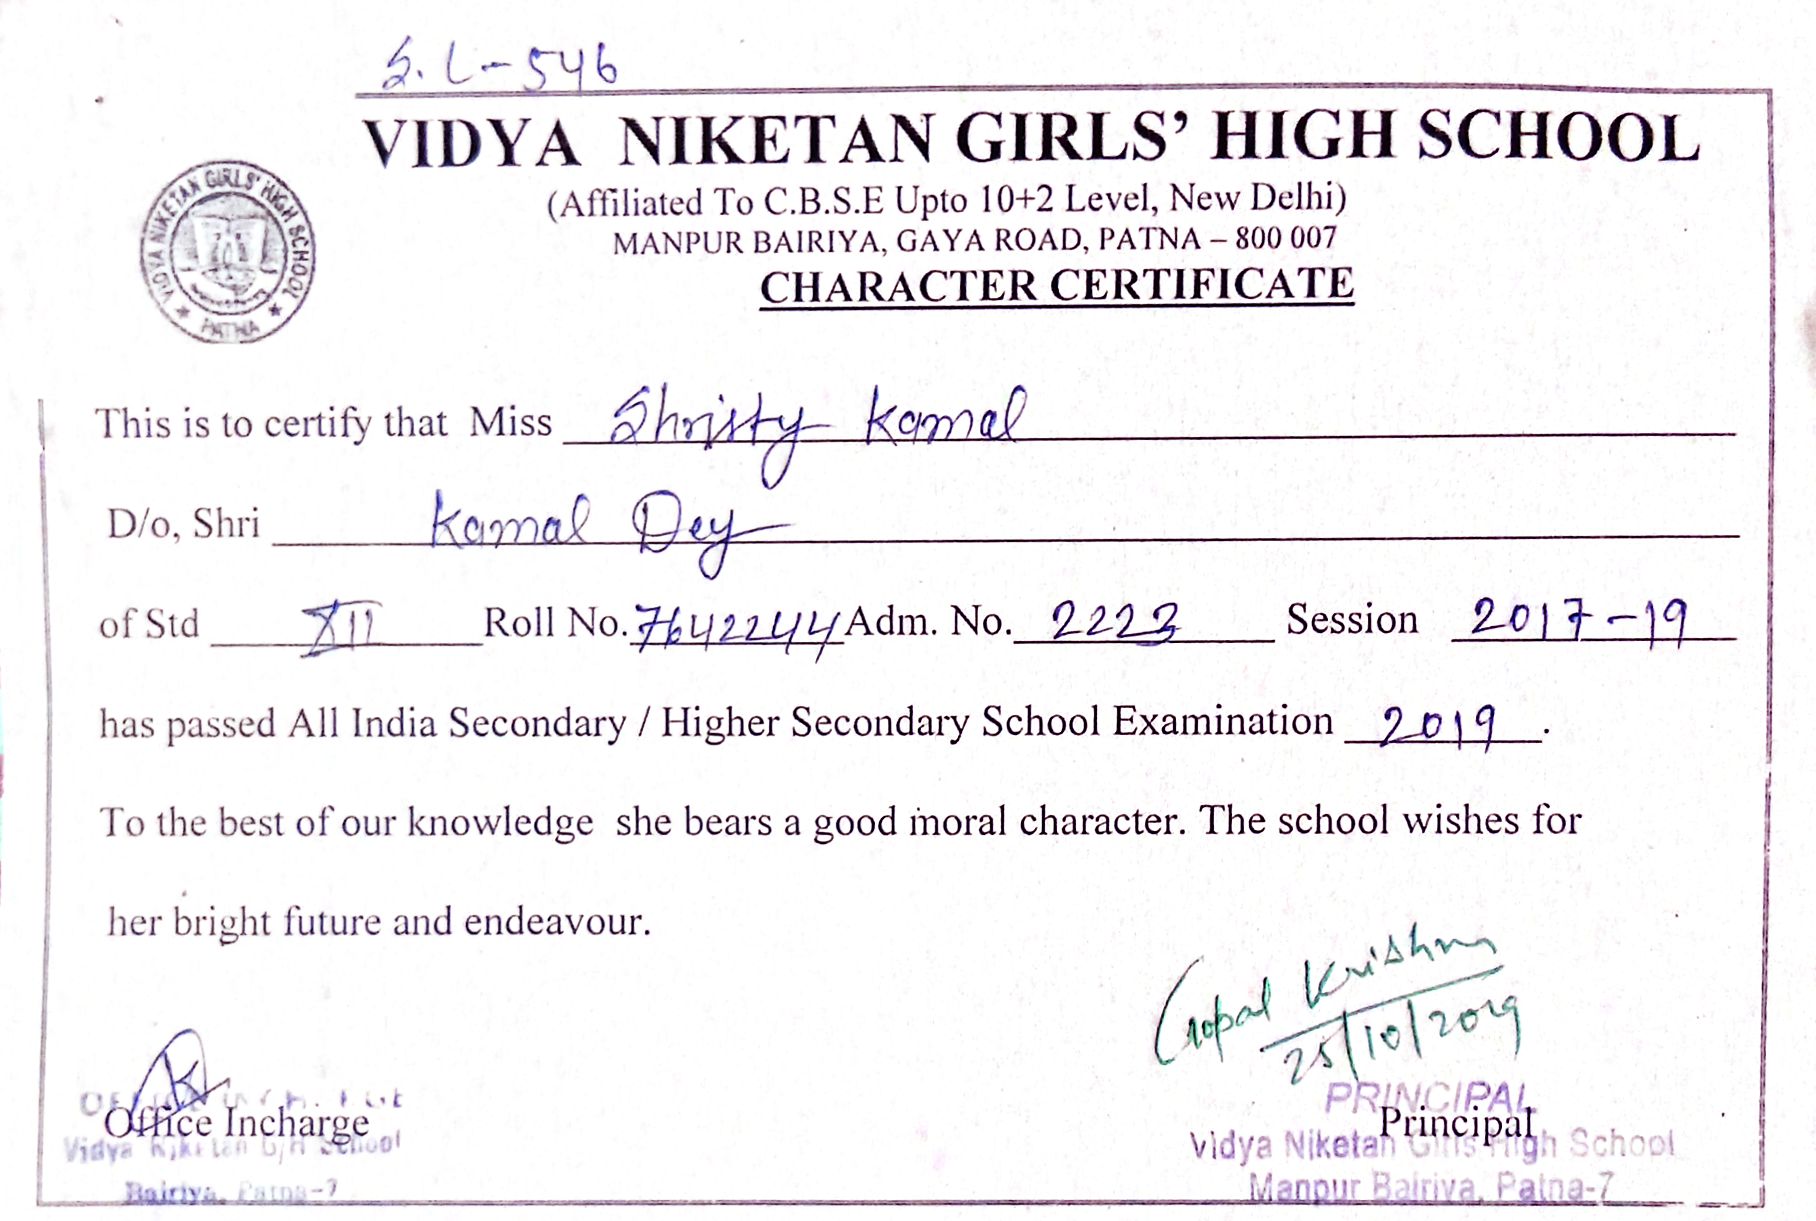 S.L-546
VIDYA NIKETAN GIRLS' HIGH SCHOOL
(Affiliated To C.B.S.E Upto 10+2 Level, New Delhi)
MANPUR BAIRIYA, GAYA ROAD, PATNA – 800 007
CHARACTER CERTIFICATE
VIDYA NIKETAN GIRLS' HIGH SCHOOL
★ PATNA ★
This is to certify that Miss Shristy Kamal
D/o, Shri Kamal Dey
of Std XII Roll No. 7642244 Adm. No. 2223 Session 2017-19
has passed All India Secondary / Higher Secondary School Examination 2019.
To the best of our knowledge she bears a good moral character. The school wishes for
her bright future and endeavour.
Gopal Krishna
25/10/2019
PRINCIPAL
Office Incharge Principal
Vidya Niketan G/H School Vidya Niketan Girls High School
Bairiya, Patna-7 Manpur Bairiya, Patna-7